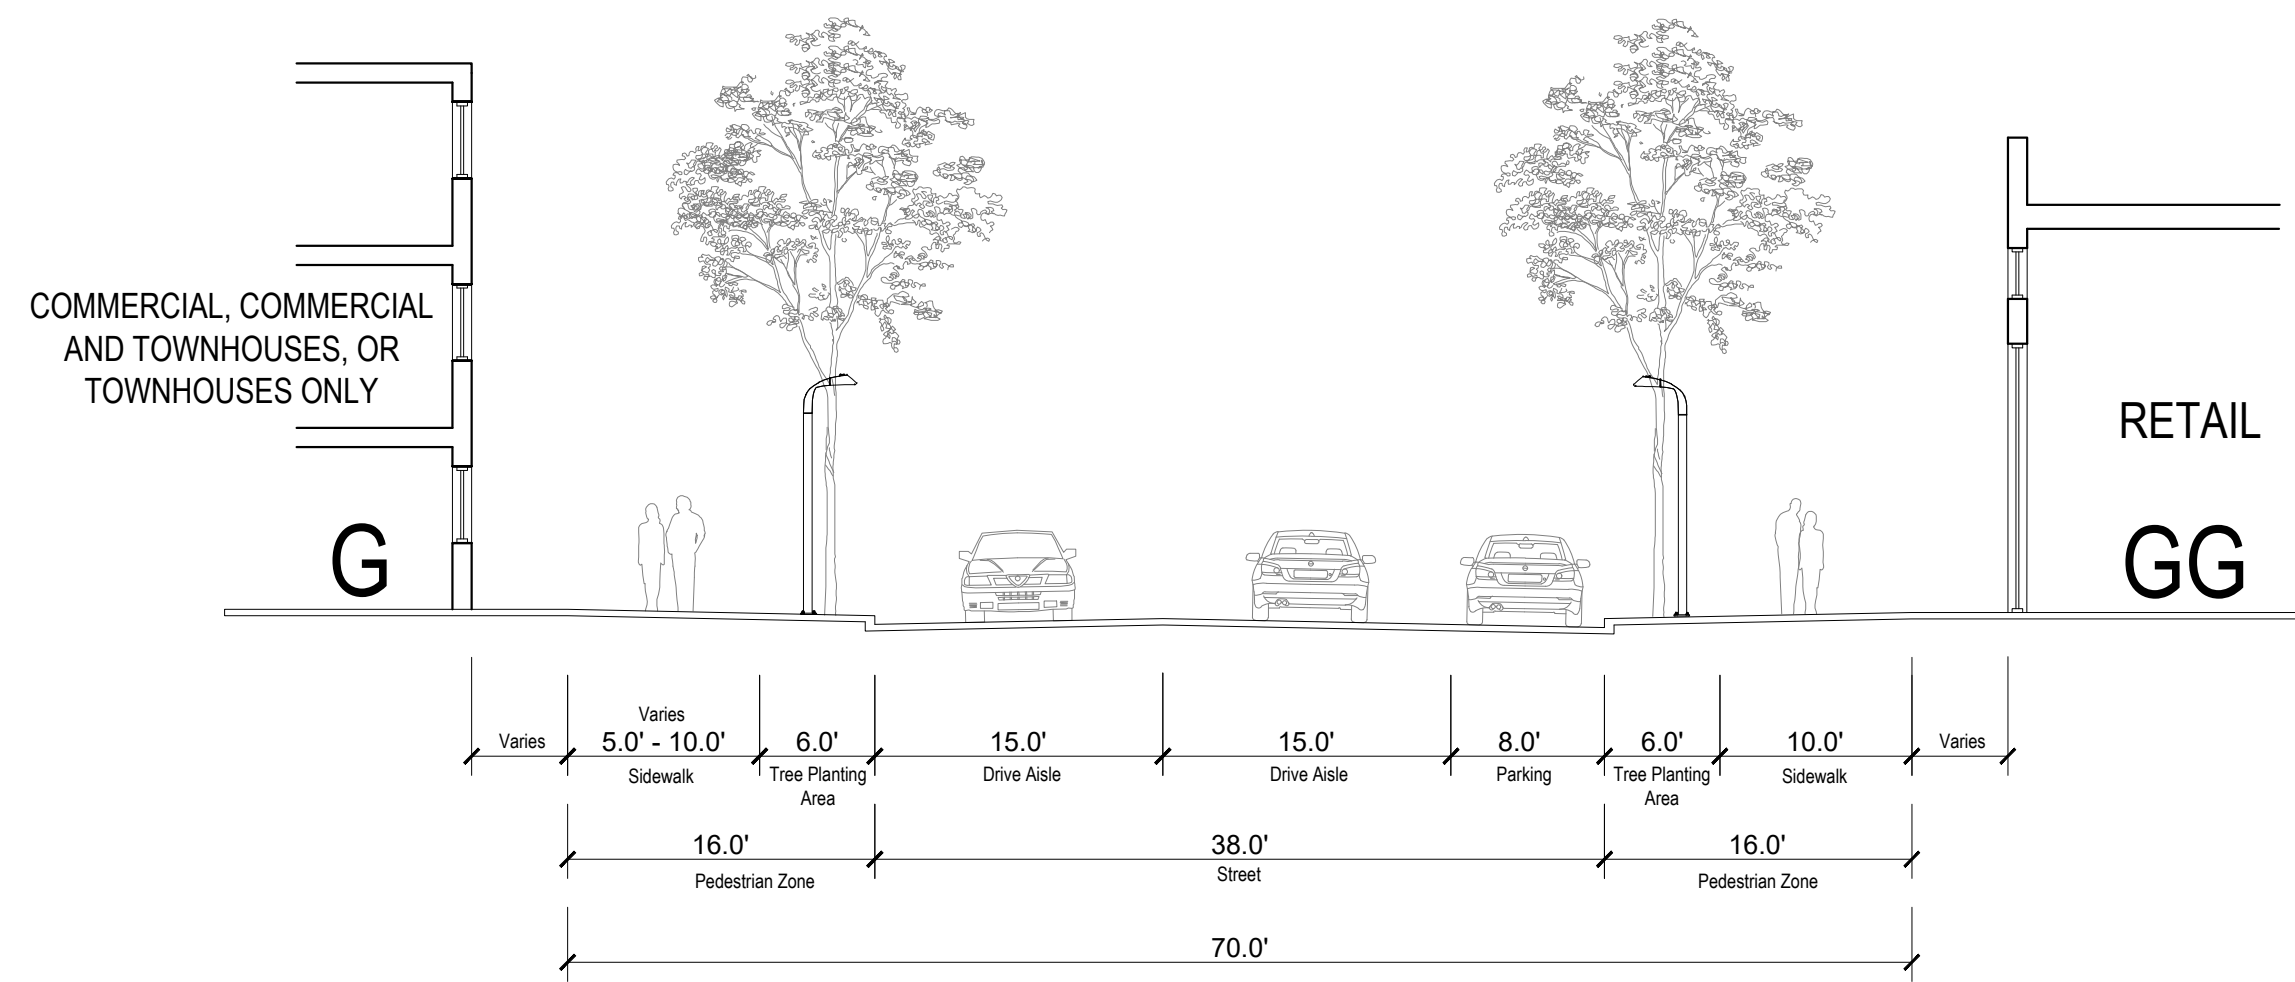 COMMERCIAL, COMMERCIAL
AND TOWNHOUSES, OR
TOWNHOUSES ONLY
G
RETAIL
GG
Varies
Varies
5.0' - 10.0'
Sidewalk
6.0'
Tree Planting
Area
15.0'
Drive Aisle
15.0'
Drive Aisle
8.0'
Parking
6.0'
Tree Planting
Area
10.0'
Sidewalk
Varies
16.0'
Pedestrian Zone
38.0'
Street
16.0'
Pedestrian Zone
70.0'